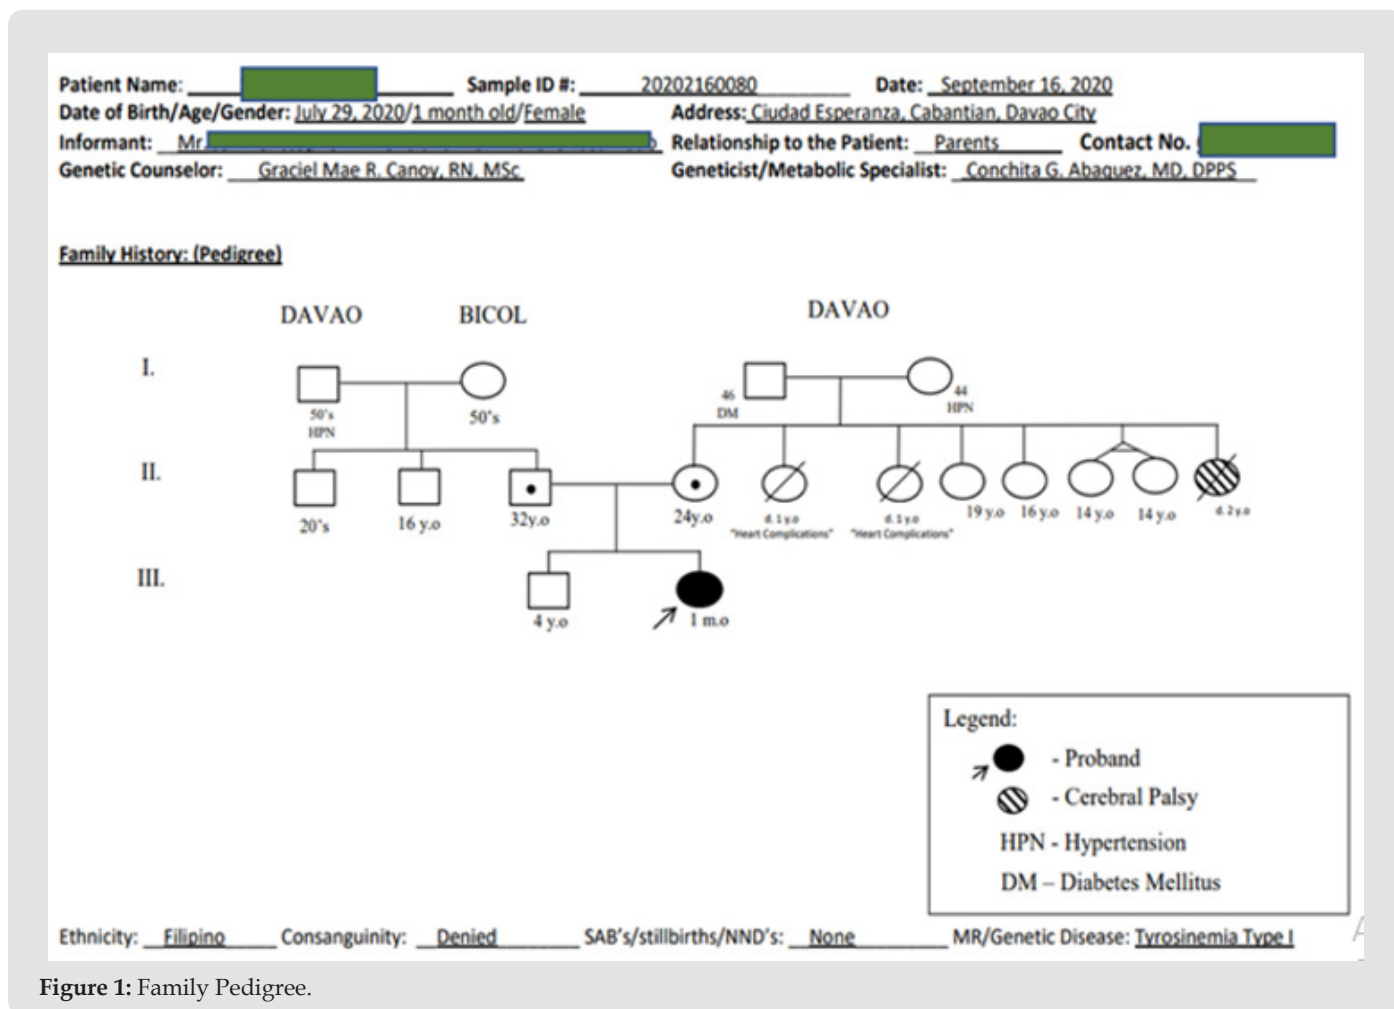 Patient Name: Sample ID #: 20202160080 Date: September 16, 2020
Date of Birth/Age/Gender: July 29, 2020/1 month old/Female Address: Ciudad Esperanza, Cabantian, Davao City
Informant: Mr. Relationship to the Patient: Parents Contact No.
Genetic Counselor: Graciel Mae R. Canoy, RN, MSc Geneticist/Metabolic Specialist: Conchita G. Abaquez, MD, DPPS
Family History: (Pedigree)
DAVAO BICOL DAVAO
I.
50's
HPN
50's
46
DM
44
HPN
II.
20's 16 y.o 32y.o 24y.o d. 1 y.o d. 1 y.o 19 y.o 16 y.o 14 y.o 14 y.o d. 2 y.o
"Heart Complications" "Heart Complications"
III.
4 y.o 1 m.o
Legend:
- Proband
- Cerebral Palsy
HPN - Hypertension
DM – Diabetes Mellitus
Ethnicity: Filipino Consanguinity: Denied SAB's/stillbirths/NND's: None MR/Genetic Disease: Tyrosinemia Type I
Figure 1: Family Pedigree.